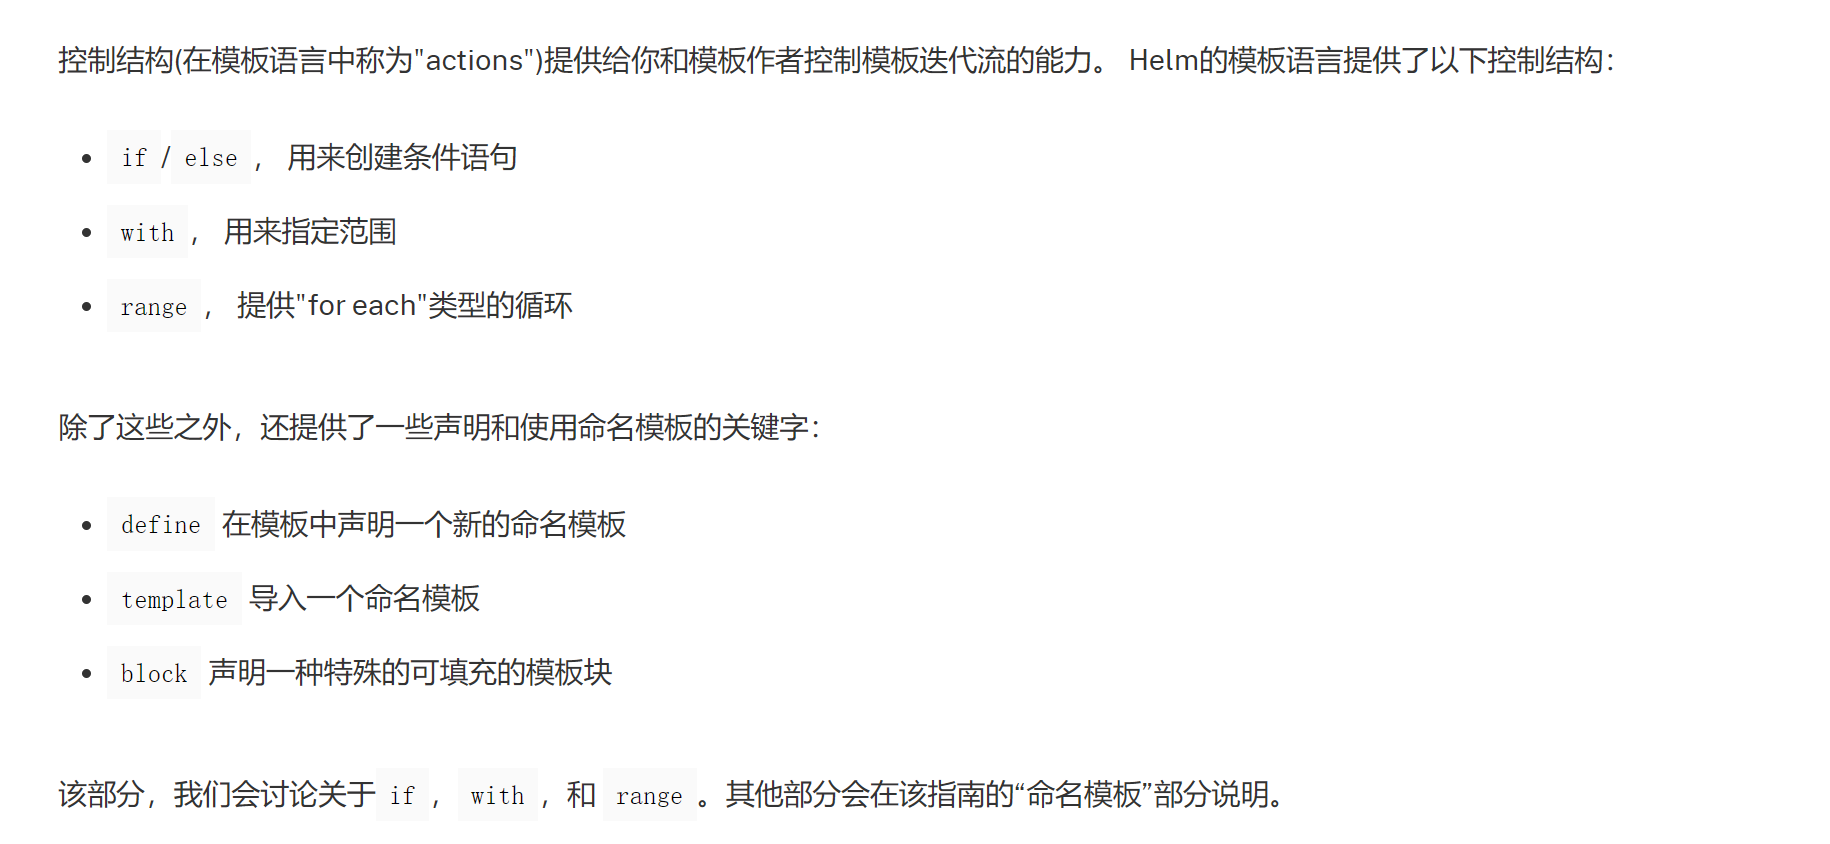 控制结构(在模板语言中称为"actions")提供给你和模板作者控制模板迭代流的能力。 Helm的模板语言提供了以下控制结构：
if / else ， 用来创建条件语句
with ， 用来指定范围
range ， 提供"for each"类型的循环
除了这些之外，还提供了一些声明和使用命名模板的关键字：
define 在模板中声明一个新的命名模板
template 导入一个命名模板
block 声明一种特殊的可填充的模板块
该部分，我们会讨论关于 if ， with ，和 range 。其他部分会在该指南的“命名模板”部分说明。